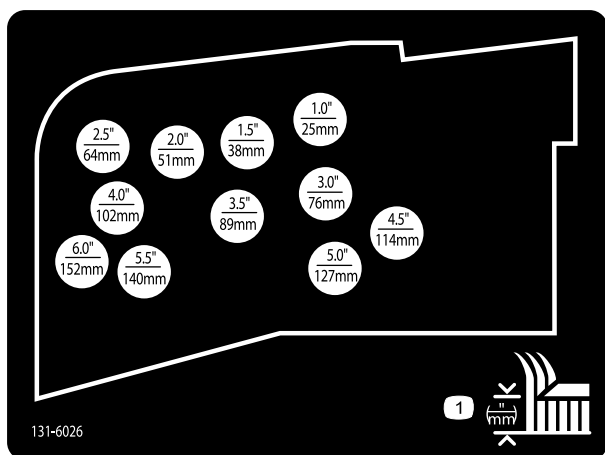 1.0"
25mm
1.5"
38mm
2.0"
51mm
2.5"
64mm
3.0"
76mm
4.0"
102mm
3.5"
89mm
4.5"
114mm
6.0"
152mm
5.5"
140mm
5.0"
127mm
1
"
(mm)
131-6026